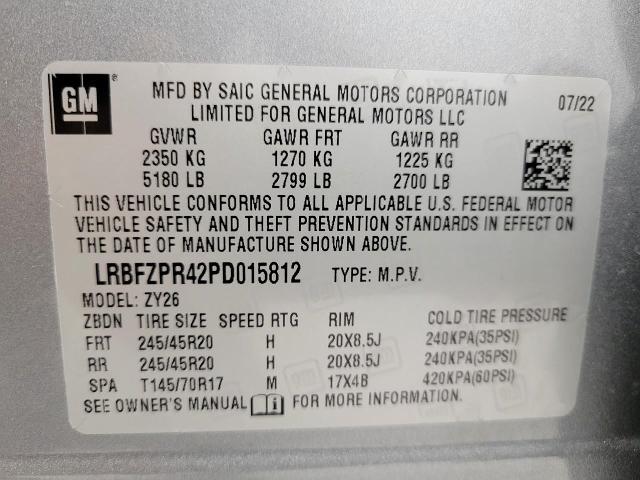 GM
MFD BY SAIC GENERAL MOTORS CORPORATION 07/22
LIMITED FOR GENERAL MOTORS LLC
GVWR GAWR FRT GAWR RR
2350 KG 1270 KG 1225 KG
5180 LB 2799 LB 2700 LB
THIS VEHICLE CONFORMS TO ALL APPLICABLE U.S. FEDERAL MOTOR
VEHICLE SAFETY AND THEFT PREVENTION STANDARDS IN EFFECT ON
THE DATE OF MANUFACTURE SHOWN ABOVE.
LRBFZPR42PD015812 TYPE: M.P.V.
MODEL: ZY26
ZBDN TIRE SIZE SPEED RTG RIM COLD TIRE PRESSURE
FRT 245/45R20 H 20X8.5J 240KPA(35PSI)
RR 245/45R20 H 20X8.5J 240KPA(35PSI)
SPA T145/70R17 M 17X4B 420KPA(60PSI)
SEE OWNER'S MANUAL i FOR MORE INFORMATION.